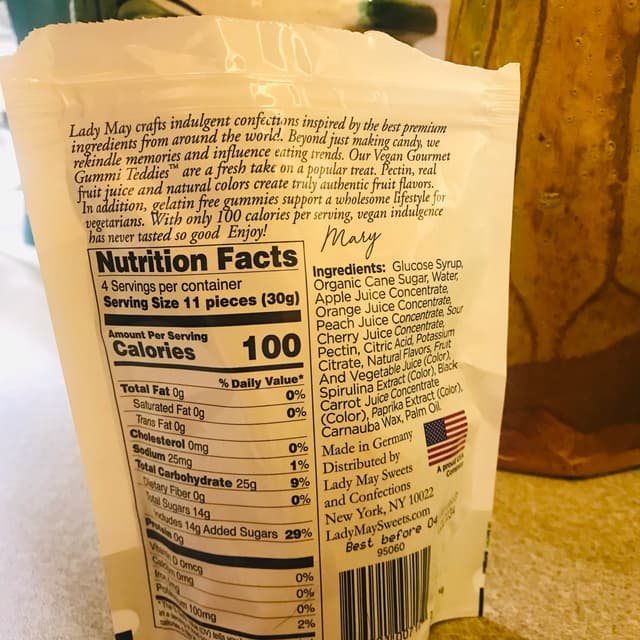 Lady May crafts indulgent confections inspired by the best premium
ingredients from around the world. Beyond just making candy, we
rekindle memories and influence eating trends. Our Vegan Gourmet
Gummi Teddies™ are a fresh take on a popular treat. Pectin, real
fruit juice and natural colors create truly authentic fruit flavors.
In addition, gelatin free gummies support a wholesome lifestyle for
vegetarians. With only 100 calories per serving, vegan indulgence
has never tasted so good Enjoy!
Mary
Nutrition Facts
4 Servings per container
Serving Size 11 pieces (30g)
Amount Per Serving
Calories 100
% Daily Value*
Total Fat 0g 0%
Saturated Fat 0g 0%
Trans Fat 0g
Cholesterol 0mg 0%
Sodium 25mg 1%
Total Carbohydrate 25g 9%
Dietary Fiber 0g 0%
Total Sugars 14g
Includes 14g Added Sugars 29%
Protein 0g
Vitamin D 0mcg 0%
Calcium 0mg 0%
0%
100mg 2%
Ingredients: Glucose Syrup,
Organic Cane Sugar, Water,
Apple Juice Concentrate,
Orange Juice Concentrate,
Peach Juice Concentrate, Sour
Cherry Juice Concentrate,
Pectin, Citric Acid, Potassium
Citrate, Natural Flavors, Fruit
And Vegetable Juice (Color),
Spirulina Extract (Color), Black
Carrot Juice Concentrate
(Color), Paprika Extract (Color),
Carnauba Wax, Palm Oil.
Made in Germany
Distributed by
Lady May Sweets
and Confections
New York, NY 10022
LadyMaySweets.com
Best before 04
95060